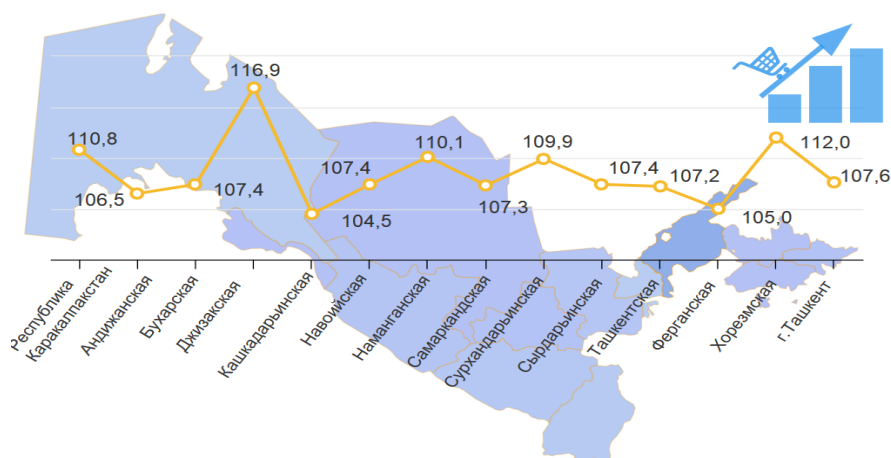 116,9
110,8
106,5
107,4
104,5
107,4
110,1
107,3
109,9
107,4
107,2
105,0
112,0
107,6
Республика
Каракалпакстан
Андижанская
Бухарская
Джизакская
Кашкадарьинская
Навоийская
Наманганская
Самаркандская
Сурхандарьинская
Сырдарьинская
Ташкентская
Ферганская
Хорезмская
г.Ташкент